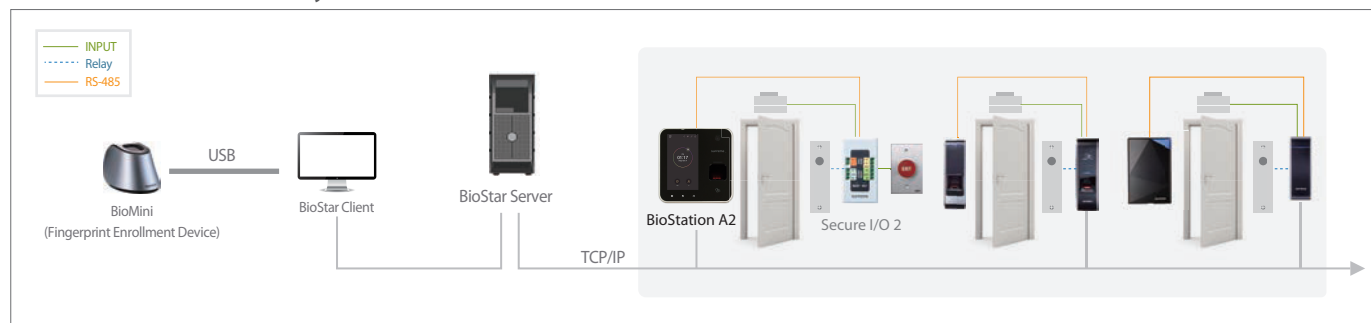 INPUT
Relay
RS-485
USB
BioMini
(Fingerprint Enrollment Device)
BioStar Client
BioStar Server
TCP/IP
BioStation A2
Secure I/O 2
EXIT